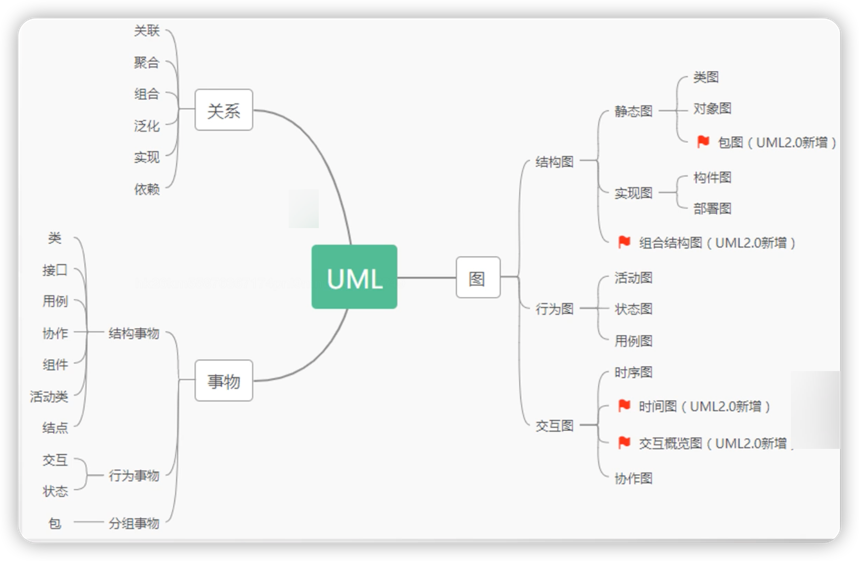 UML
关系
关联
聚合
组合
泛化
实现
依赖
事物
结构事物
类
接口
用例
协作
组件
活动类
结点
行为事物
交互
状态
分组事物
包
图
结构图
静态图
类图
对象图
包图（UML2.0新增）
实现图
构件图
部署图
组合结构图（UML2.0新增）
行为图
活动图
状态图
用例图
交互图
时序图
时间图（UML2.0新增）
交互概览图（UML2.0新增）
协作图